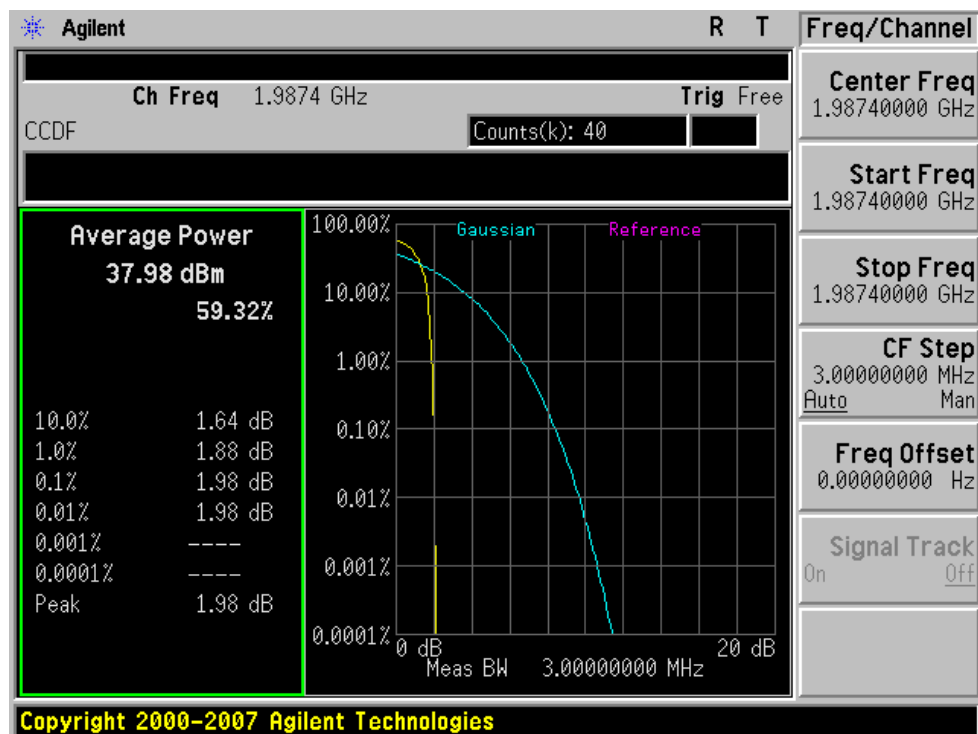 Agilent R T
Ch Freq 1.9874 GHz Trig Free
CCDF Counts(k): 40
Average Power
37.98 dBm
59.32%
10.0% 1.64 dB
1.0% 1.88 dB
0.1% 1.98 dB
0.01% 1.98 dB
0.001% ----
0.0001% ----
Peak 1.98 dB
100.00% Gaussian Reference
10.00%
1.00%
0.10%
0.01%
0.001%
0.0001%
0 dB 20 dB
Meas BW 3.00000000 MHz
Freq/Channel
Center Freq
1.98740000 GHz
Start Freq
1.98740000 GHz
Stop Freq
1.98740000 GHz
CF Step
3.00000000 MHz
Auto Man
Freq Offset
0.00000000 Hz
Signal Track
On Off
Copyright 2000-2007 Agilent Technologies